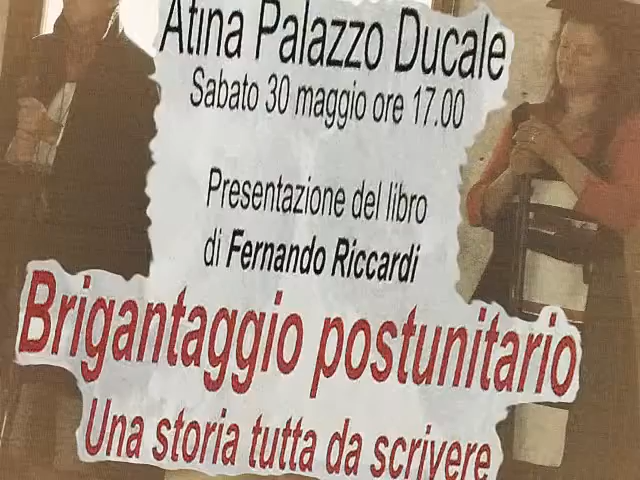 Atina Palazzo Ducale
Sabato 30 maggio ore 17.00
Presentazione del libro
di Fernando Riccardi
Brigantaggio postunitario
Una storia tutta da scrivere